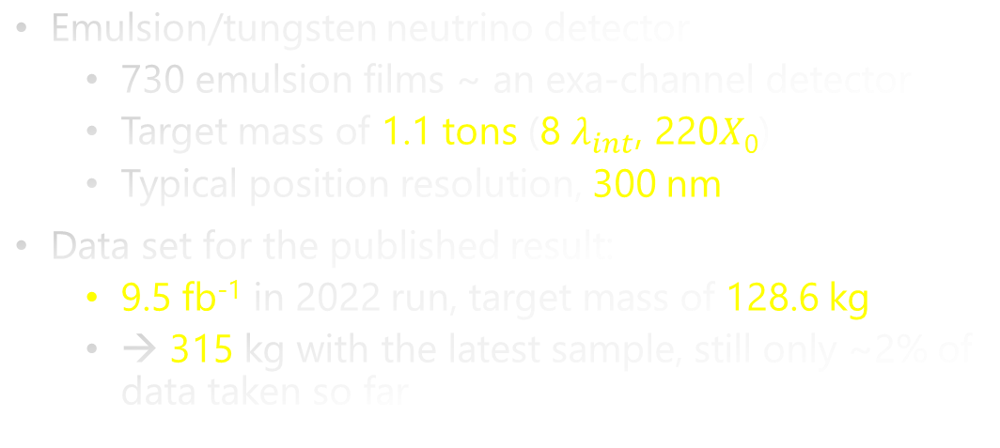 • Emulsion/tungsten neutrino detector
• 730 emulsion films ~ an exa-channel detector
• Target mass of 1.1 tons (8 λ_int, 220X_0)
• Typical position resolution, 300 nm
• Data set for the published result:
• 9.5 fb⁻¹ in 2022 run, target mass of 128.6 kg
• → 315 kg with the latest sample, still only ~2% of
data taken so far